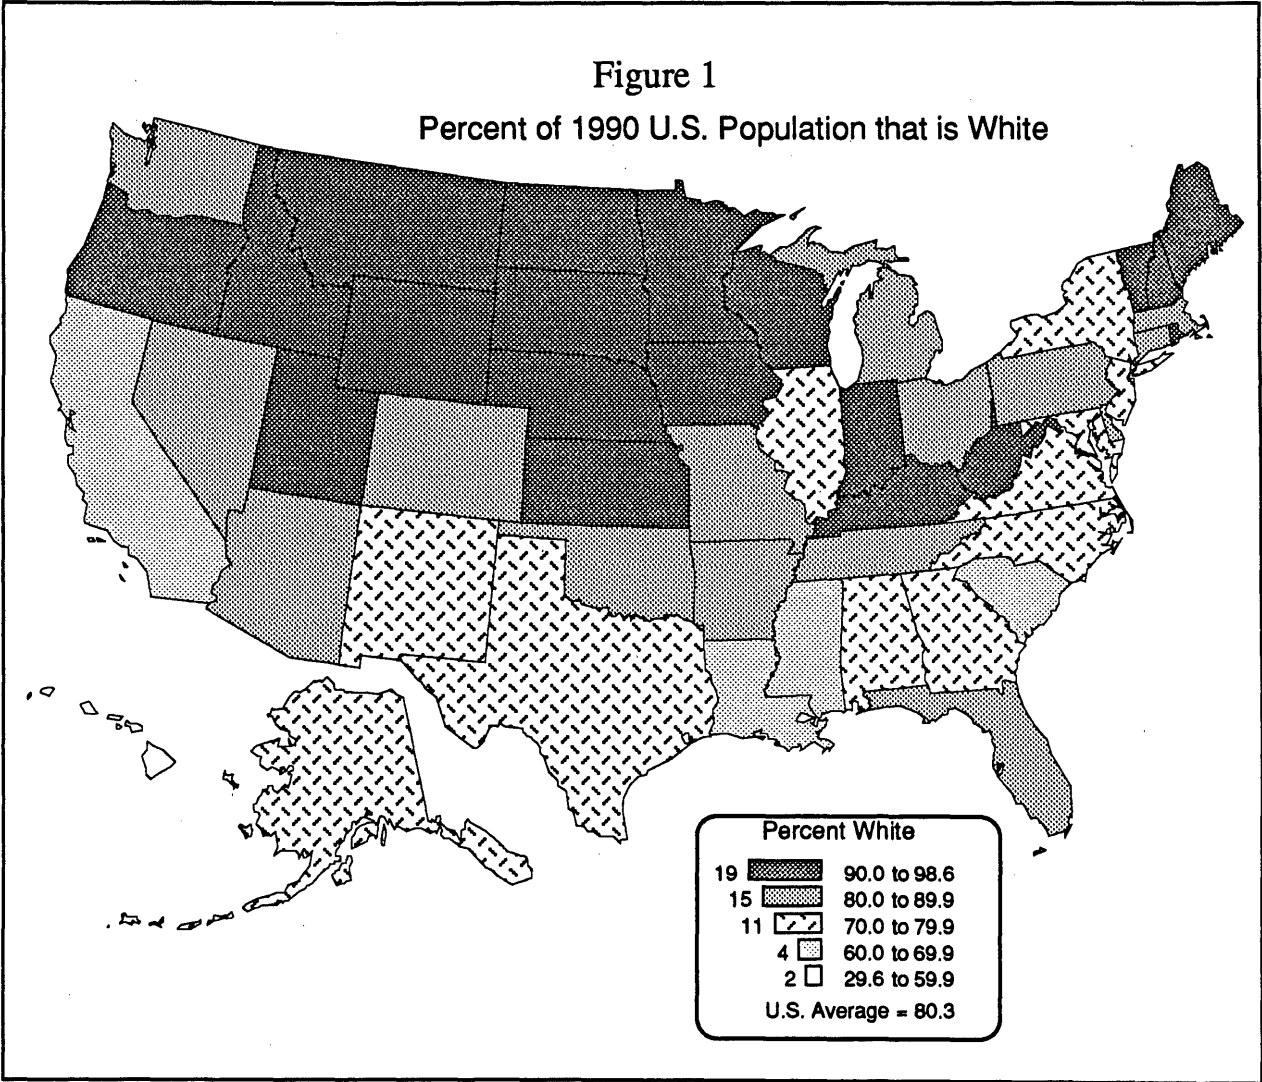 Figure 1
Percent of 1990 U.S. Population that is White
Percent White
19 90.0 to 98.6
15 80.0 to 89.9
11 70.0 to 79.9
4 60.0 to 69.9
2 29.6 to 59.9
U.S. Average = 80.3